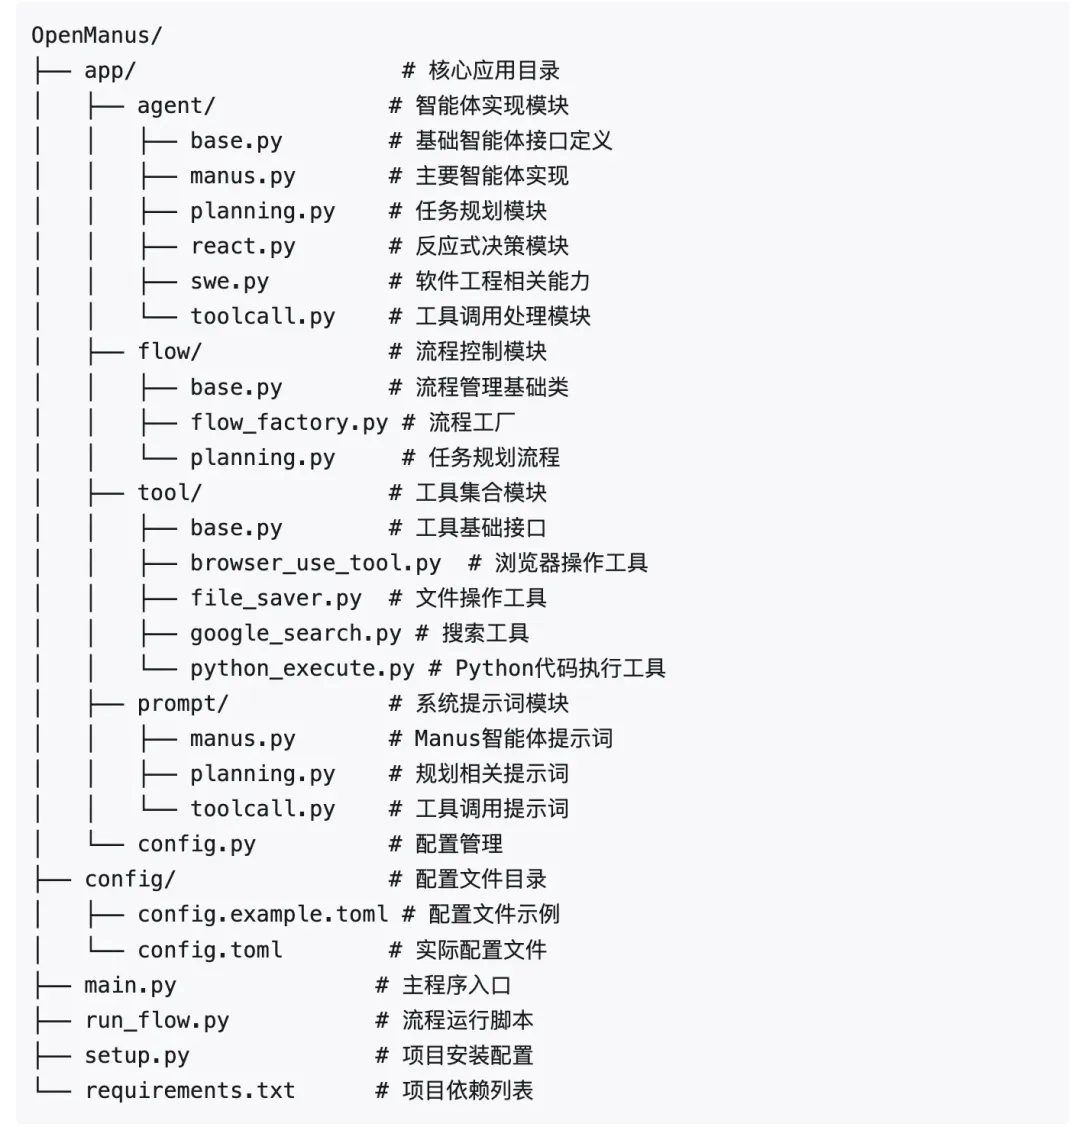 OpenManus/
├── app/                    # 核心应用目录
│   ├── agent/             # 智能体实现模块
│   │   ├── base.py        # 基础智能体接口定义
│   │   ├── manus.py       # 主要智能体实现
│   │   ├── planning.py    # 任务规划模块
│   │   ├── react.py       # 反应式决策模块
│   │   ├── swe.py         # 软件工程相关能力
│   │   └── toolcall.py    # 工具调用处理模块
│   ├── flow/              # 流程控制模块
│   │   ├── base.py        # 流程管理基础类
│   │   ├── flow_factory.py # 流程工厂
│   │   └── planning.py     # 任务规划流程
│   ├── tool/              # 工具集合模块
│   │   ├── base.py        # 工具基础接口
│   │   ├── browser_use_tool.py  # 浏览器操作工具
│   │   ├── file_saver.py  # 文件操作工具
│   │   ├── google_search.py # 搜索工具
│   │   └── python_execute.py # Python代码执行工具
│   ├── prompt/            # 系统提示词模块
│   │   ├── manus.py       # Manus智能体提示词
│   │   ├── planning.py    # 规划相关提示词
│   │   └── toolcall.py    # 工具调用提示词
│   └── config.py          # 配置管理
├── config/                # 配置文件目录
│   ├── config.example.toml # 配置文件示例
│   └── config.toml        # 实际配置文件
├── main.py               # 主程序入口
├── run_flow.py           # 流程运行脚本
├── setup.py              # 项目安装配置
└── requirements.txt      # 项目依赖列表